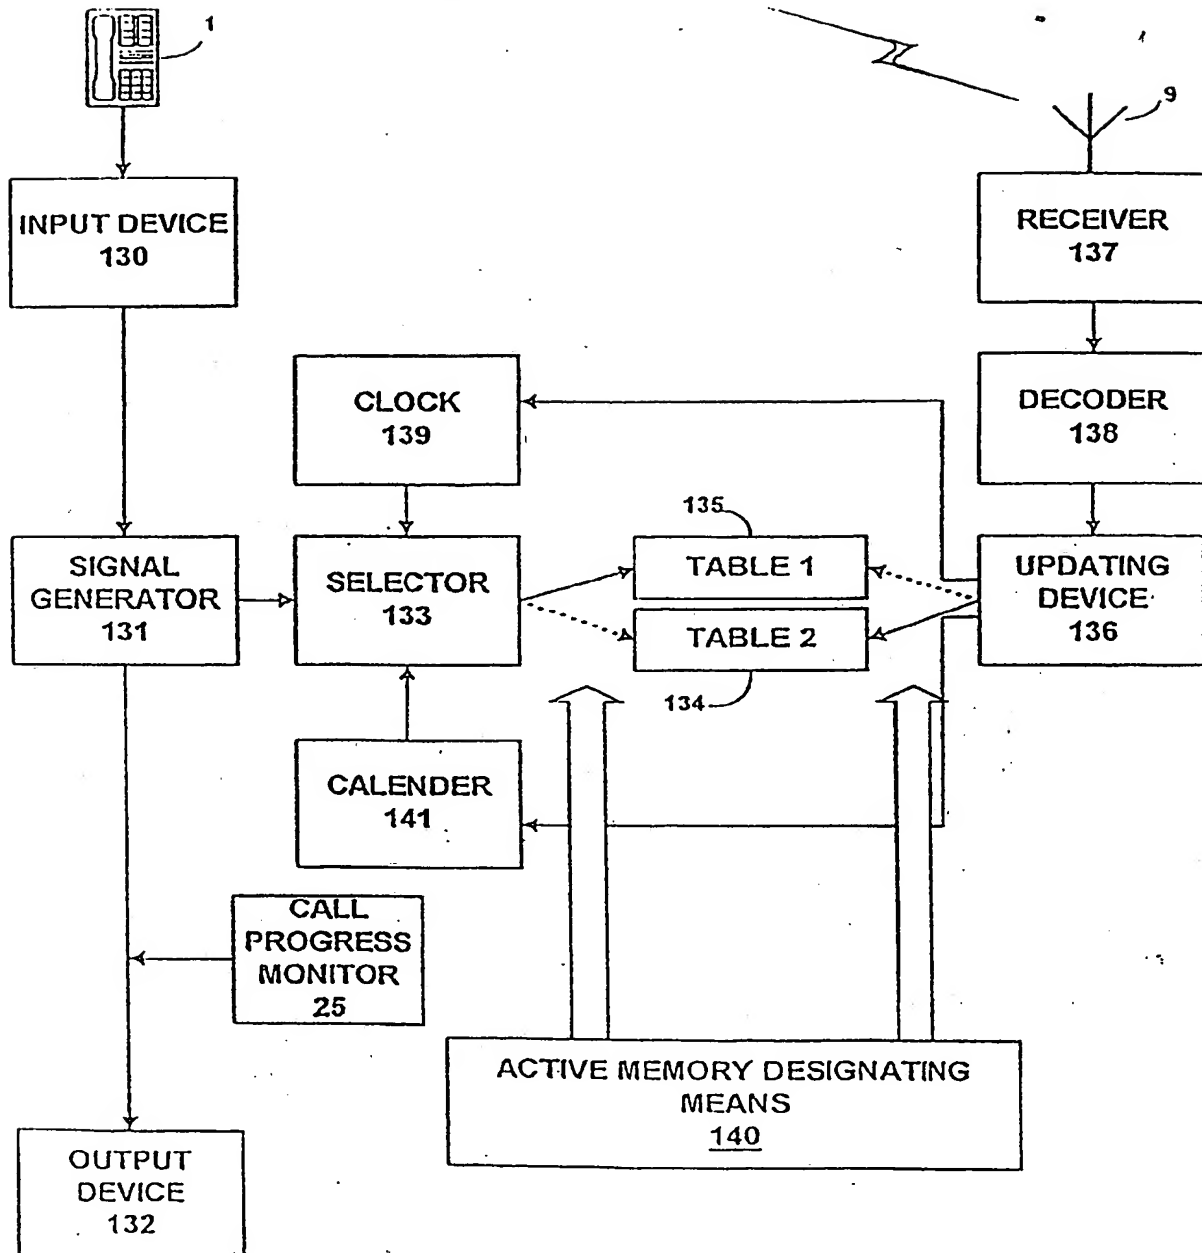 1
9
INPUT DEVICE
130
RECEIVER
137
CLOCK
139
DECODER
138
135
SIGNAL
GENERATOR
131
SELECTOR
133
TABLE 1
TABLE 2
134
UPDATING
DEVICE
136
CALENDER
141
CALL
PROGRESS
MONITOR
25
ACTIVE MEMORY DESIGNATING
MEANS
140
OUTPUT
DEVICE
132